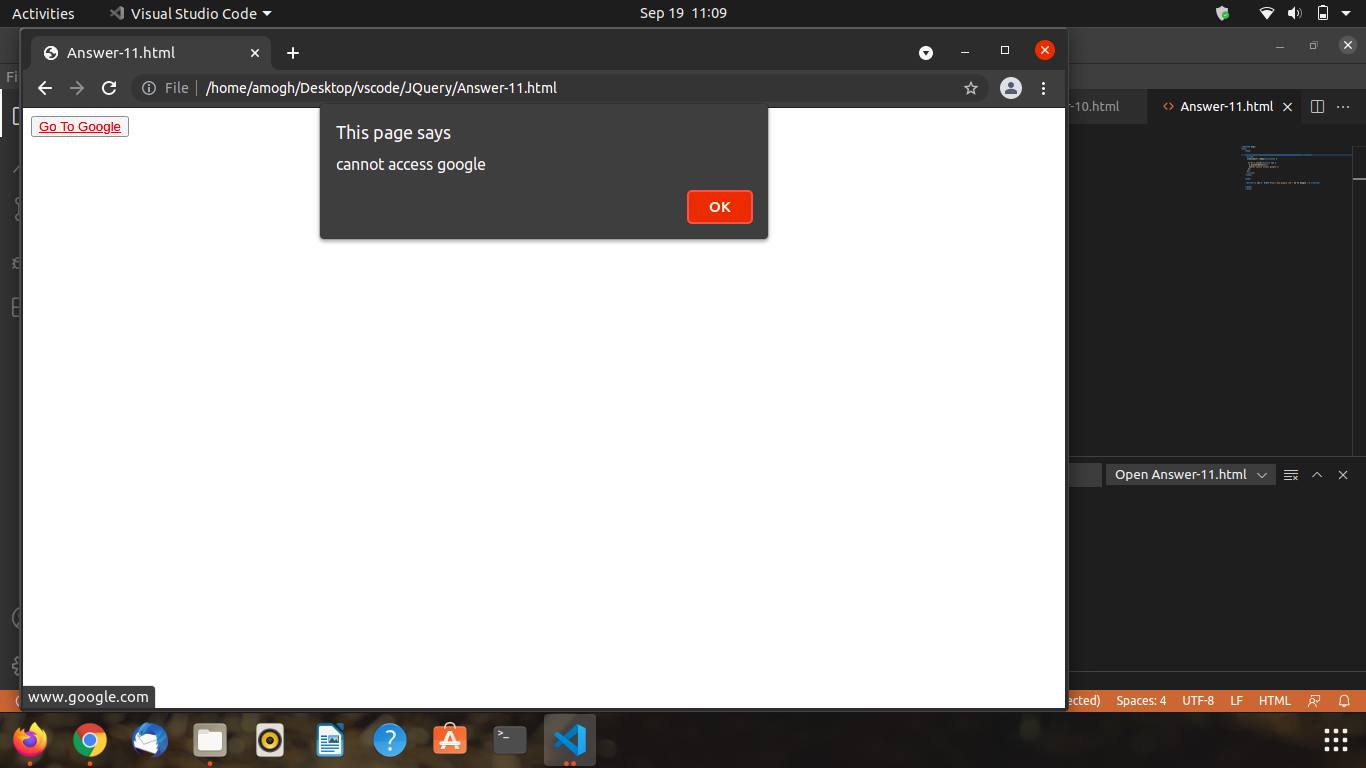 Activities
Visual Studio Code
Sep 19 11:09
Answer-11.html
File
/home/amogh/Desktop/vscode/JQuery/Answer-11.html
Fi
-10.html
Answer-11.html
Go To Google
This page says
cannot access google
OK
Open Answer-11.html
www.google.com
ected)
Spaces: 4
UTF-8
LF
HTML
>_